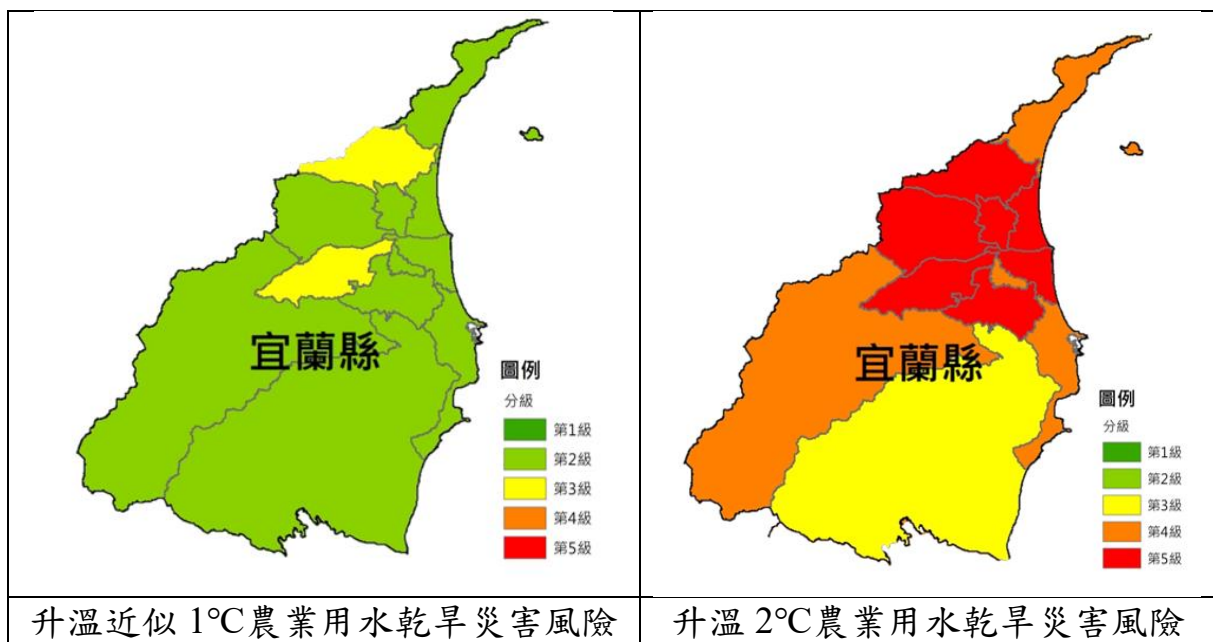 宜蘭縣
圖例
分級
第1級
第2級
第3級
第4級
第5級
宜蘭縣
圖例
分級
第1級
第2級
第3級
第4級
第5級
升溫近似 1℃農業用水乾旱災害風險
升溫 2℃農業用水乾旱災害風險